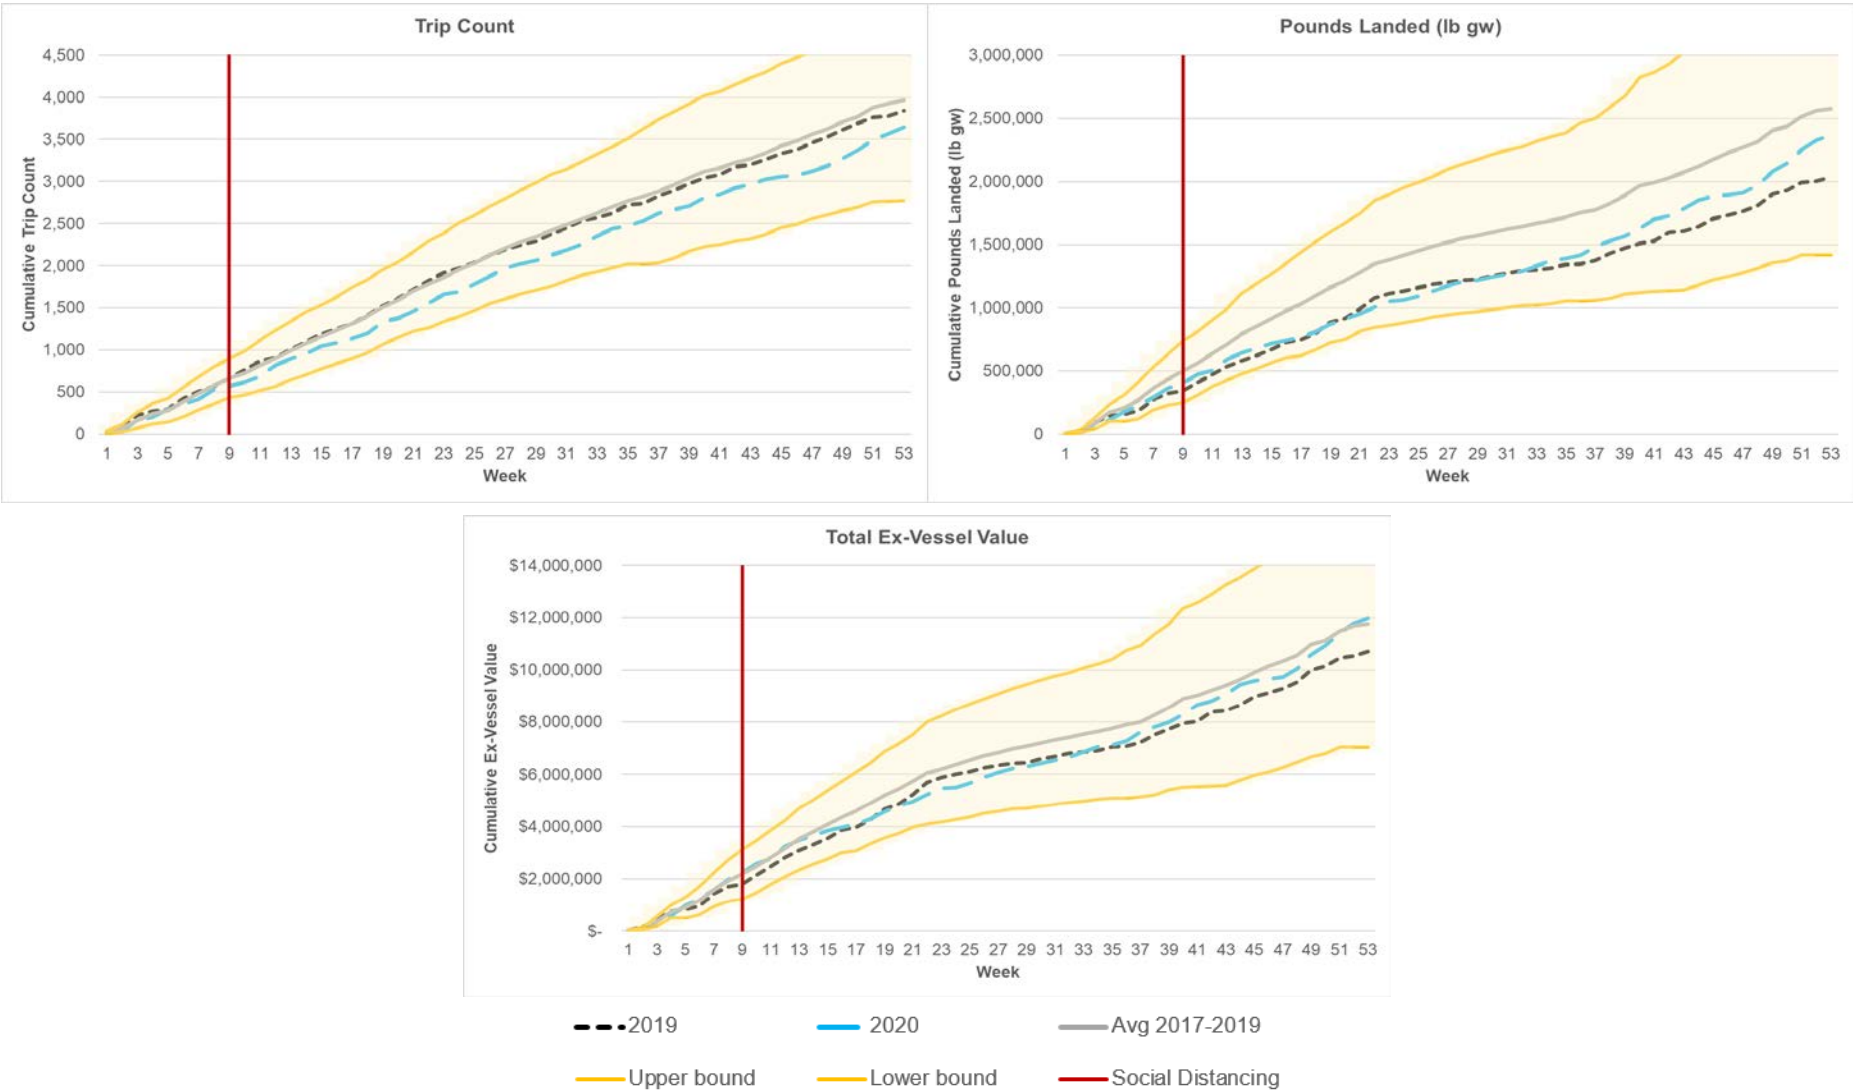 Trip Count
4,500
4,000
3,500
3,000
2,500
2,000
1,500
1,000
500
0
Cumulative Trip Count
1 3 5 7 9 11 13 15 17 19 21 23 25 27 29 31 33 35 37 39 41 43 45 47 49 51 53
Week
Pounds Landed (lb gw)
3,000,000
2,500,000
2,000,000
1,500,000
1,000,000
500,000
0
Cumulative Pounds Landed (lb gw)
1 3 5 7 9 11 13 15 17 19 21 23 25 27 29 31 33 35 37 39 41 43 45 47 49 51 53
Week
Total Ex-Vessel Value
$14,000,000
$12,000,000
$10,000,000
$8,000,000
$6,000,000
$4,000,000
$2,000,000
$-
Cumulative Ex-Vessel Value
1 3 5 7 9 11 13 15 17 19 21 23 25 27 29 31 33 35 37 39 41 43 45 47 49 51 53
Week
2019 2020 Avg 2017-2019
Upper bound Lower bound Social Distancing